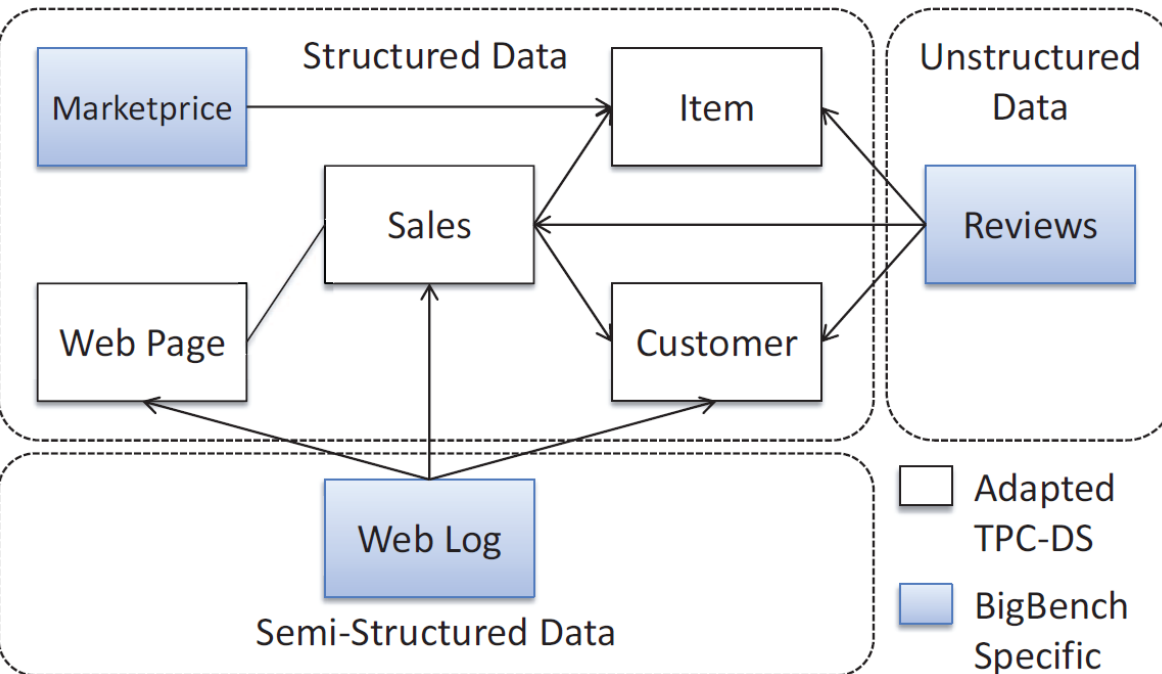 Structured Data
Unstructured
Data
Marketprice
Item
Sales
Reviews
Web Page
Customer
Web Log
Semi-Structured Data
Adapted
TPC-DS
BigBench
Specific